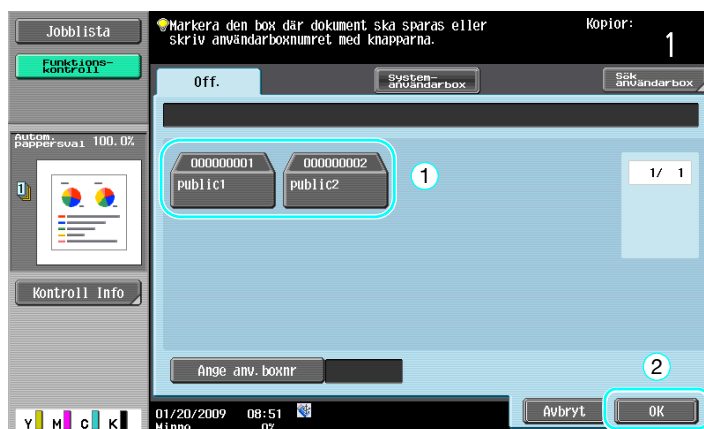 Jobblista
Funktions-
kontroll
Markera den box där dokument ska sparas eller
skriv användarboxnumret med knapparna.
Kopior:
1
Off.
System-
användarbox
Sök
användarbox
Autom.
pappersval 100.0%
1
000000001
public1
000000002
public2
1
1/ 1
Kontroll Info
Ange anv.boxnr
2
Avbryt
OK
01/20/2009 08:51
Minne 0%
Y M C K